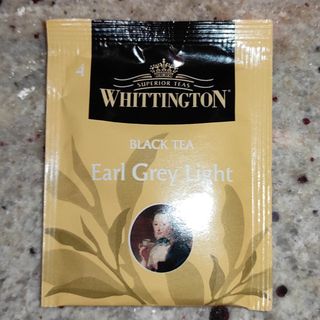 SUPERIOR TEAS
WHITTINGTON
BLACK TEA
Earl Grey Light